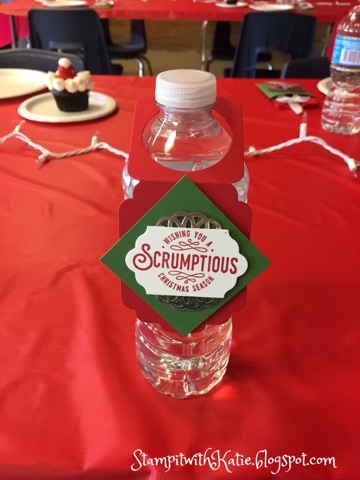 WISHING YOU A
SCRUMPTIOUS
CHRISTMAS SEASON
StampitwithKatie.blogspot.com